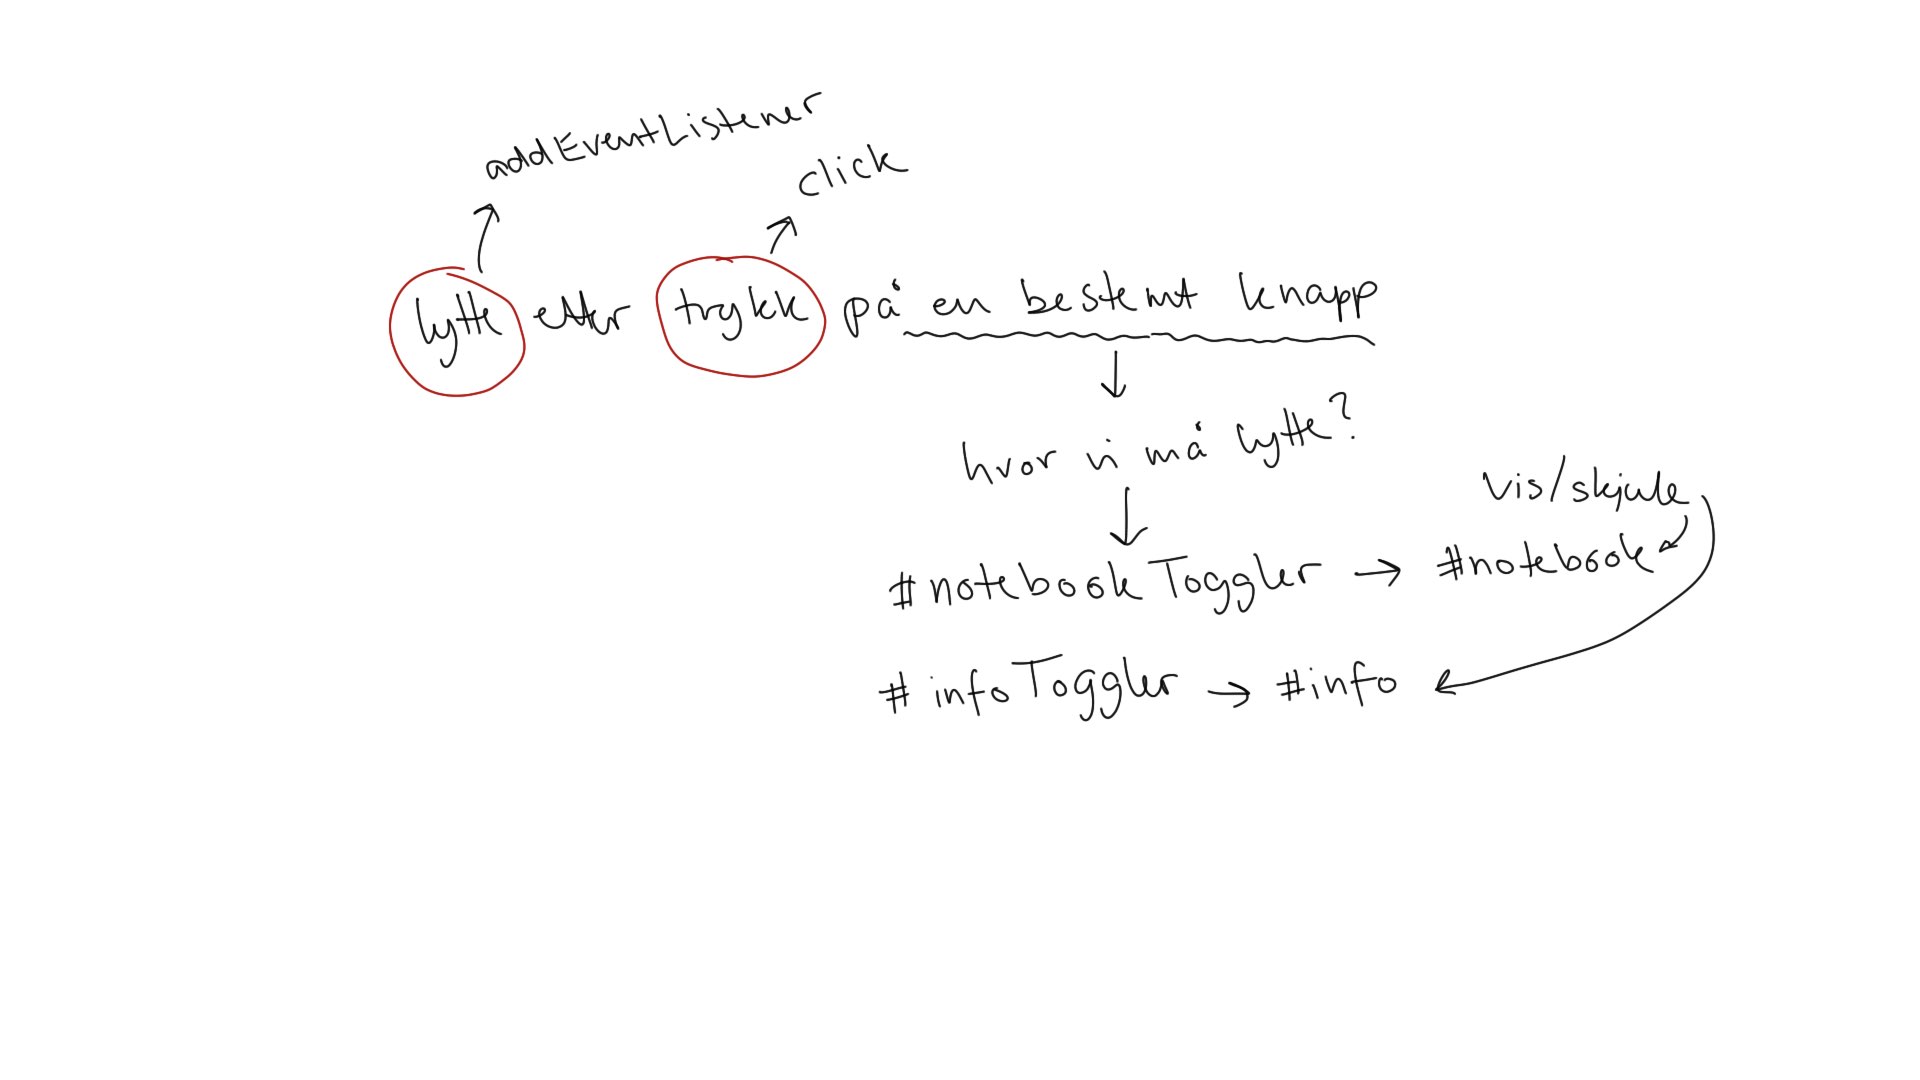 addEventListener
click
lytte etter trykk på en bestemt knapp
hvor vi må lytte?
vis/skjule
#notebookToggler → #notebook
#infoToggler → #info